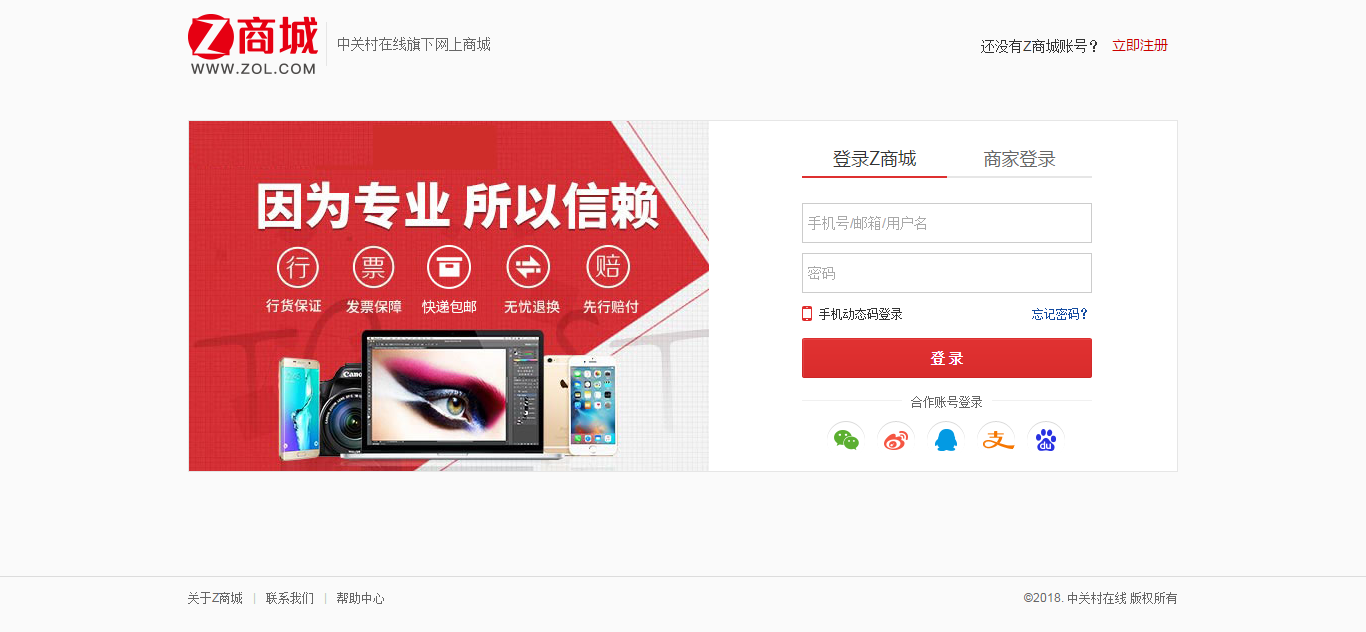 Z商城
WWW.ZOL.COM
中关村在线旗下网上商城
还没有Z商城账号? 立即注册
因为专业 所以信赖
行 票 赔
行货保证 发票保障 快递包邮 无忧退换 先行赔付
Canon
登录Z商城 商家登录
手机号/邮箱/用户名
密码
手机动态码登录 忘记密码?
登 录
合作账号登录
支
du
关于Z商城 | 联系我们 | 帮助中心
©2018. 中关村在线 版权所有